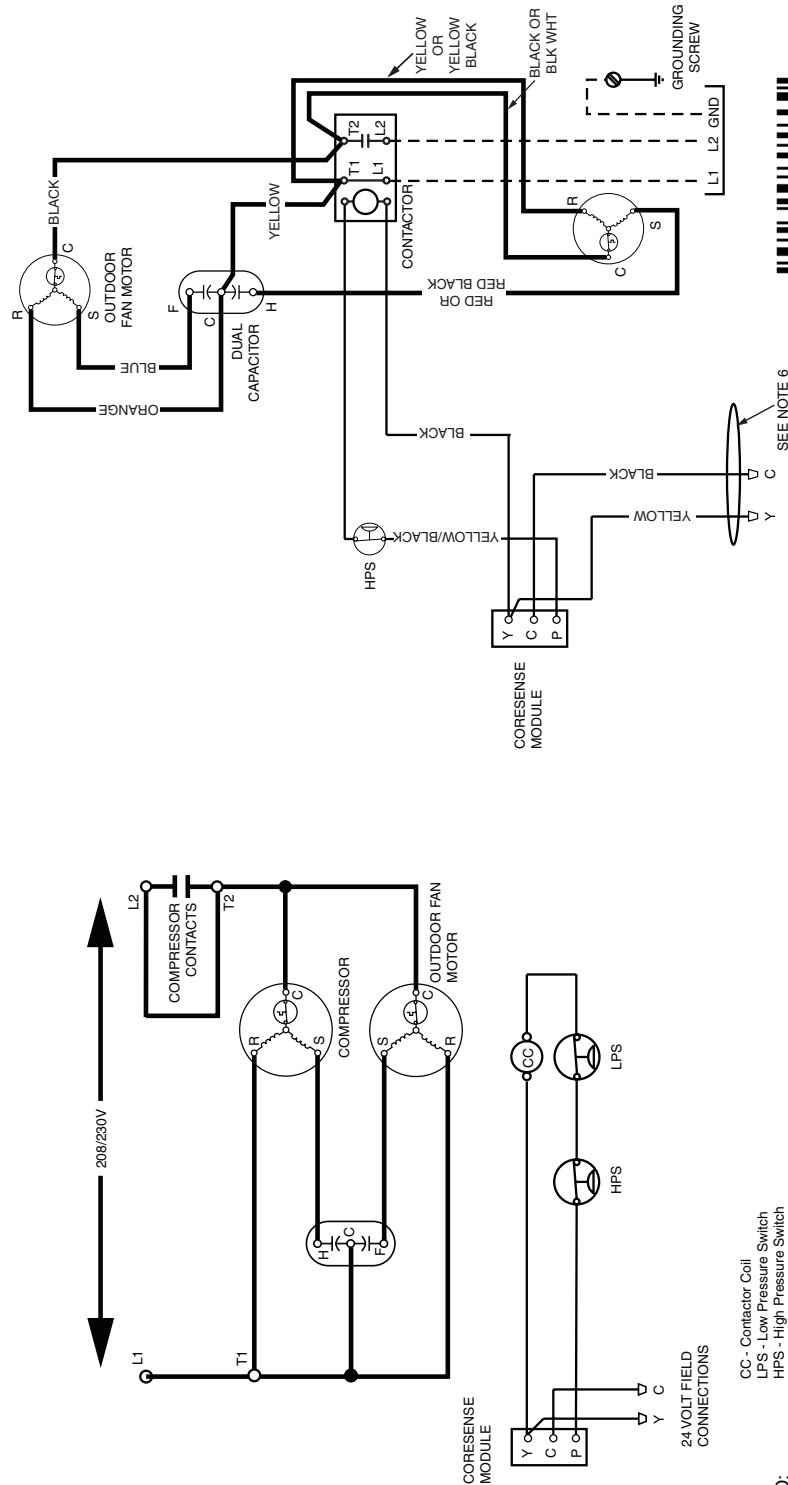 R
OUTDOOR
FAN MOTOR
S
C
BLACK
BLUE
ORANGE
F
C
H
DUAL
CAPACITOR
YELLOW
YELLOW
OR
YELLOW
BLACK
BLACK OR
BLK WHT
T1
T2
L1
L2
CONTACTOR
GROUNDING
SCREW
L1
L2
GND
R
S
C
RED OR
RED BLACK
BLACK
HPS
YELLOW/BLACK
BLACK
YELLOW
Y
C
P
CORESENSE
MODULE
Y
C
SEE NOTE 6
208/230V
L1
L2
COMPRESSOR
CONTACTS
T1
T2
R
S
C
COMPRESSOR
H
C
F
S
R
C
OUTDOOR FAN
MOTOR
CORESENSE
MODULE
Y
C
P
CC
HPS
LPS
Y
C
24 VOLT FIELD
CONNECTIONS
CC - Contactor Coil
LPS - Low Pressure Switch
HPS - High Pressure Switch